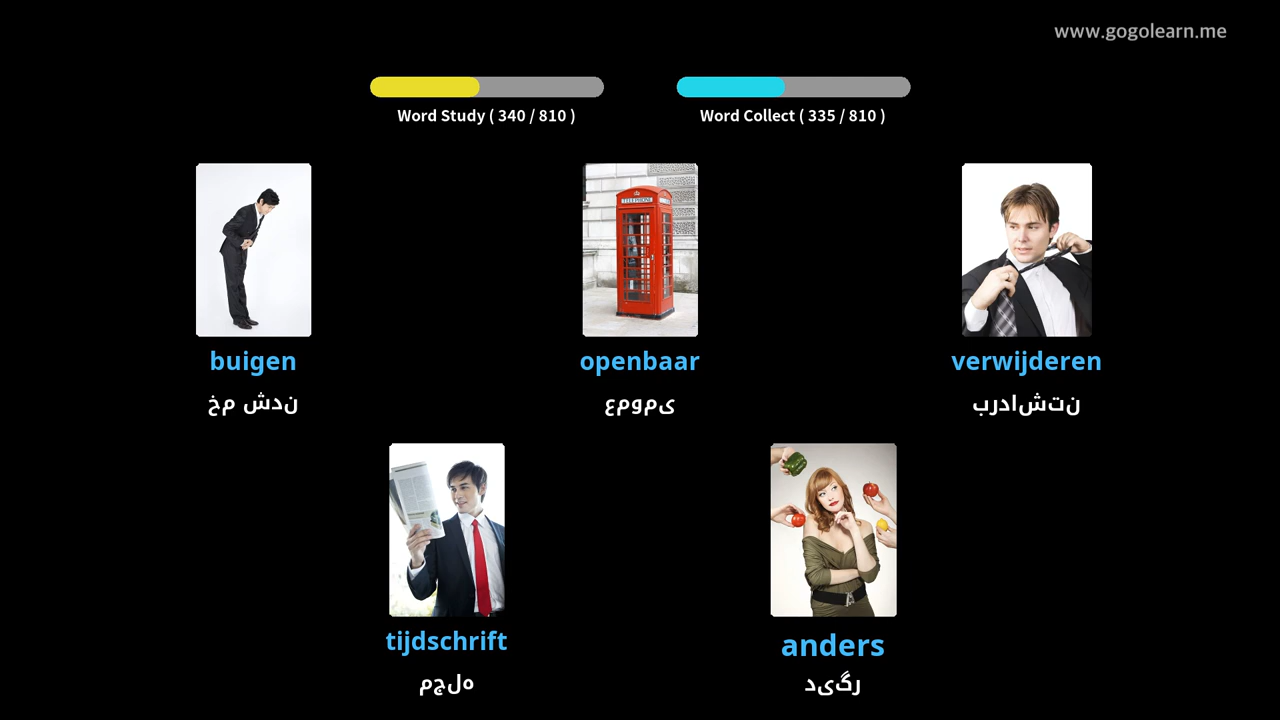 www.gogolearn.me
Word Study ( 340 / 810 )
Word Collect ( 335 / 810 )
buigen
ندش مخ
openbaar
یمومع
verwijderen
نتشادرب
TELEPHONE
tijdschrift
هلجم
anders
رگید